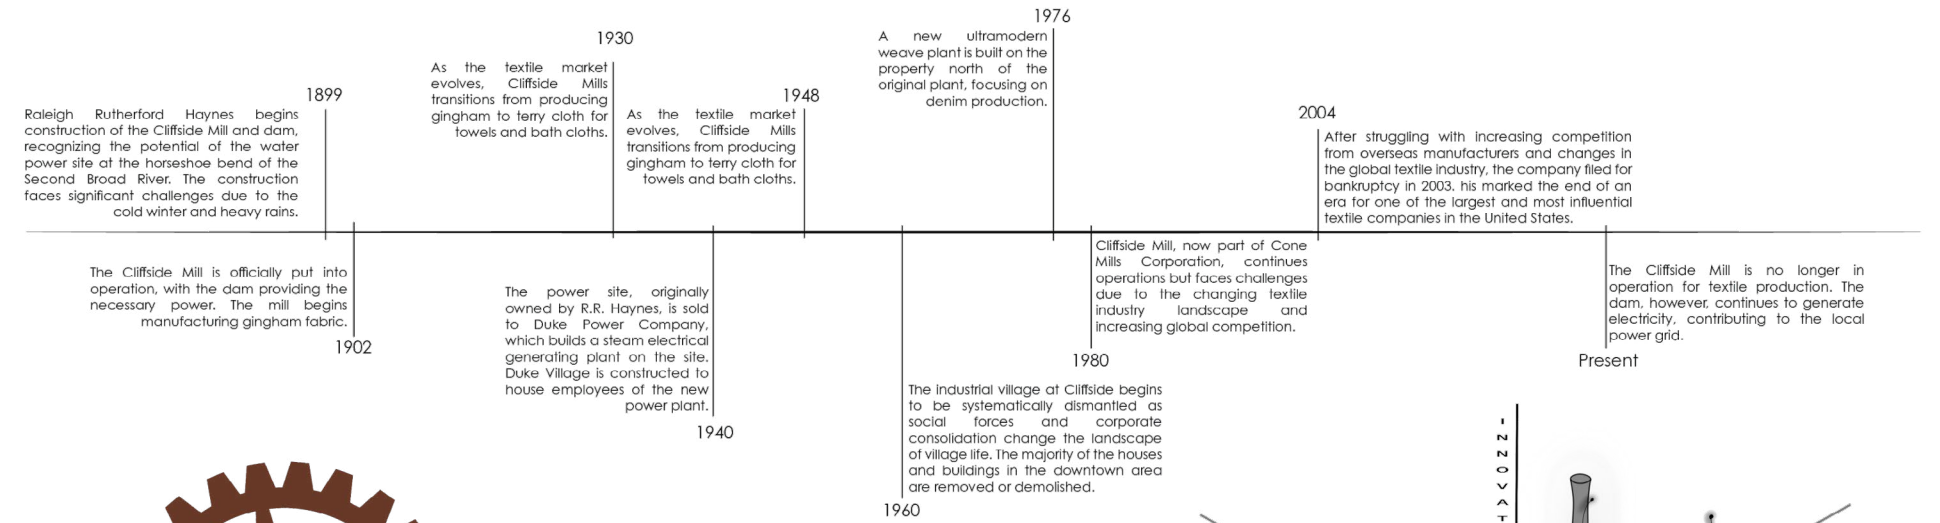 1899
Raleigh Rutherford Haynes begins
construction of the Cliffside Mill and dam,
recognizing the potential of the water
power site at the horseshoe bend of the
Second Broad River. The construction
faces significant challenges due to the
cold winter and heavy rains.
The Cliffside Mill is officially put into
operation, with the dam providing the
necessary power. The mill begins
manufacturing gingham fabric.
1902
1930
As the textile market
evolves, Cliffside Mills
transitions from producing
gingham to terry cloth for
towels and bath cloths.
The power site, originally
owned by R.R. Haynes, is sold
to Duke Power Company,
which builds a steam electrical
generating plant on the site.
Duke Village is constructed to
house employees of the new
power plant.
1940
1948
As the textile market
evolves, Cliffside Mills
transitions from producing
gingham to terry cloth for
towels and bath cloths.
The industrial village at Cliffside begins
to be systematically dismantled as
social forces and corporate
consolidation change the landscape
of village life. The majority of the houses
and buildings in the downtown area
are removed or demolished.
1960
1976
A new ultramodern
weave plant is built on the
property north of the
original plant, focusing on
denim production.
Cliffside Mill, now part of Cone
Mills Corporation, continues
operations but faces challenges
due to the changing textile
industry landscape and
increasing global competition.
1980
2004
After struggling with increasing competition
from overseas manufacturers and changes in
the global textile industry, the company filed for
bankruptcy in 2003. his marked the end of an
era for one of the largest and most influential
textile companies in the United States.
The Cliffside Mill is no longer in
operation for textile production. The
dam, however, continues to generate
electricity, contributing to the local
power grid.
Present
I
N
N
O
V
A
T